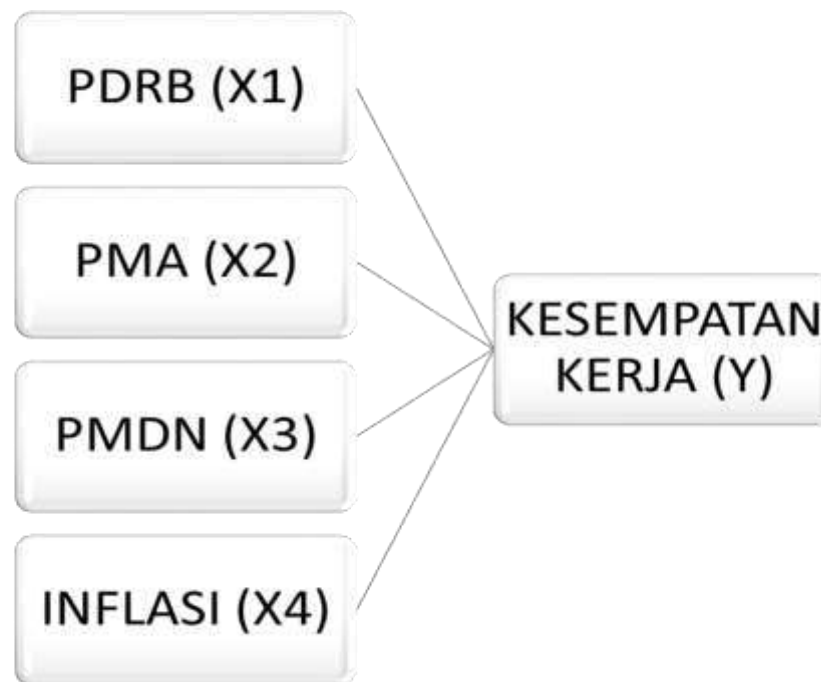 PDRB (X1)
PMA (X2)
PMDN (X3)
INFLASI (X4)
KESEMPATAN
KERJA (Y)